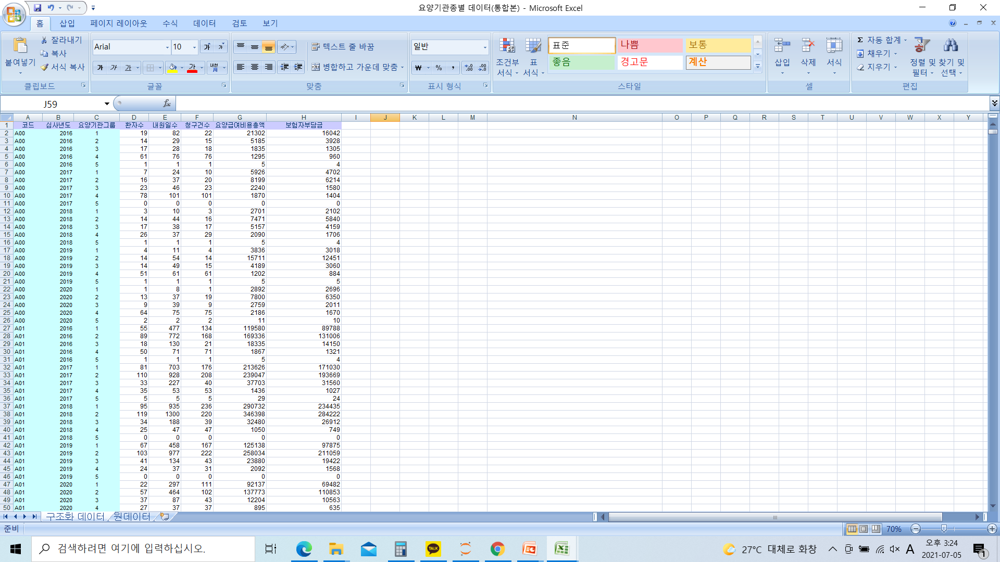 요양기관종별 데이터(통합본) - Microsoft Excel
홈 삽입 페이지 레이아웃 수식 데이터 검토 보기
붙여넣기 잘라내기 복사 서식 복사 클립보드
Arial 10 가 가 가 가 가 가 내천 글꼴
텍스트 줄 바꿈 병합하고 가운데 맞춤 맞춤
일반 ₩ % , 표시 형식
조건부 서식 표 서식 표준 나쁨 보통 좋음 경고문 계산 스타일
삽입 삭제 서식 셀
Σ 자동 합계 채우기 지우기 정렬 및 필터 찾기 및 선택 편집
J59 fx
A B C D E F G H I J K L M N O P Q R S T U V W X Y
1 코드 심사년도 요양기관그룹 환자수 내원일수 청구건수 요양급여비용총액 보험자부담금
2 A00 2016 1 19 82 22 21302 16042
3 A00 2016 2 14 29 15 5185 3928
4 A00 2016 3 17 28 18 1835 1305
5 A00 2016 4 61 76 76 1295 960
6 A00 2016 5 1 1 1 5 4
7 A00 2017 1 7 24 10 5926 4702
8 A00 2017 2 16 37 20 8199 6214
9 A00 2017 3 23 46 23 2240 1580
10 A00 2017 4 78 101 101 1870 1404
11 A00 2017 5 0 0 0 0 0
12 A00 2018 1 3 10 3 2701 2102
13 A00 2018 2 14 44 16 7471 5840
14 A00 2018 3 17 38 17 5157 4159
15 A00 2018 4 26 37 29 2090 1706
16 A00 2018 5 1 1 1 5 4
17 A00 2019 1 4 11 4 3836 3018
18 A00 2019 2 14 54 14 15711 12451
19 A00 2019 3 14 49 15 4189 3060
20 A00 2019 4 51 61 61 1202 884
21 A00 2019 5 1 1 1 5 5
22 A00 2020 1 1 8 1 2892 2696
23 A00 2020 2 13 37 19 7800 6350
24 A00 2020 3 9 39 9 2759 2011
25 A00 2020 4 64 75 75 2186 1670
26 A00 2020 5 2 2 2 11 10
27 A01 2016 1 55 477 134 119580 89788
28 A01 2016 2 89 772 168 169336 131006
29 A01 2016 3 18 130 21 18335 14150
30 A01 2016 4 50 71 71 1867 1321
31 A01 2016 5 1 1 1 5 4
32 A01 2017 1 81 703 176 213626 171030
33 A01 2017 2 110 928 208 239047 193669
34 A01 2017 3 33 227 40 37703 31560
35 A01 2017 4 35 53 53 1436 1027
36 A01 2017 5 5 5 5 29 24
37 A01 2018 1 95 935 236 290732 234435
38 A01 2018 2 119 1300 220 346398 284222
39 A01 2018 3 34 188 39 32480 26912
40 A01 2018 4 25 47 47 1050 749
41 A01 2018 5 0 0 0 0 0
42 A01 2019 1 67 458 167 125138 97875
43 A01 2019 2 103 977 222 258034 211059
44 A01 2019 3 41 134 43 23880 19422
45 A01 2019 4 24 37 31 2092 1568
46 A01 2019 5 0 0 0 0 0
47 A01 2020 1 22 297 111 92137 69482
48 A01 2020 2 57 464 102 137773 110853
49 A01 2020 3 37 87 43 12204 10563
50 A01 2020 4 27 37 37 895 635
구조화 데이터 원데이터
준비 70%
검색하려면 여기에 입력하십시오. TALK 27°C 대체로 화창 A 오후 3:24
2021-07-05 1